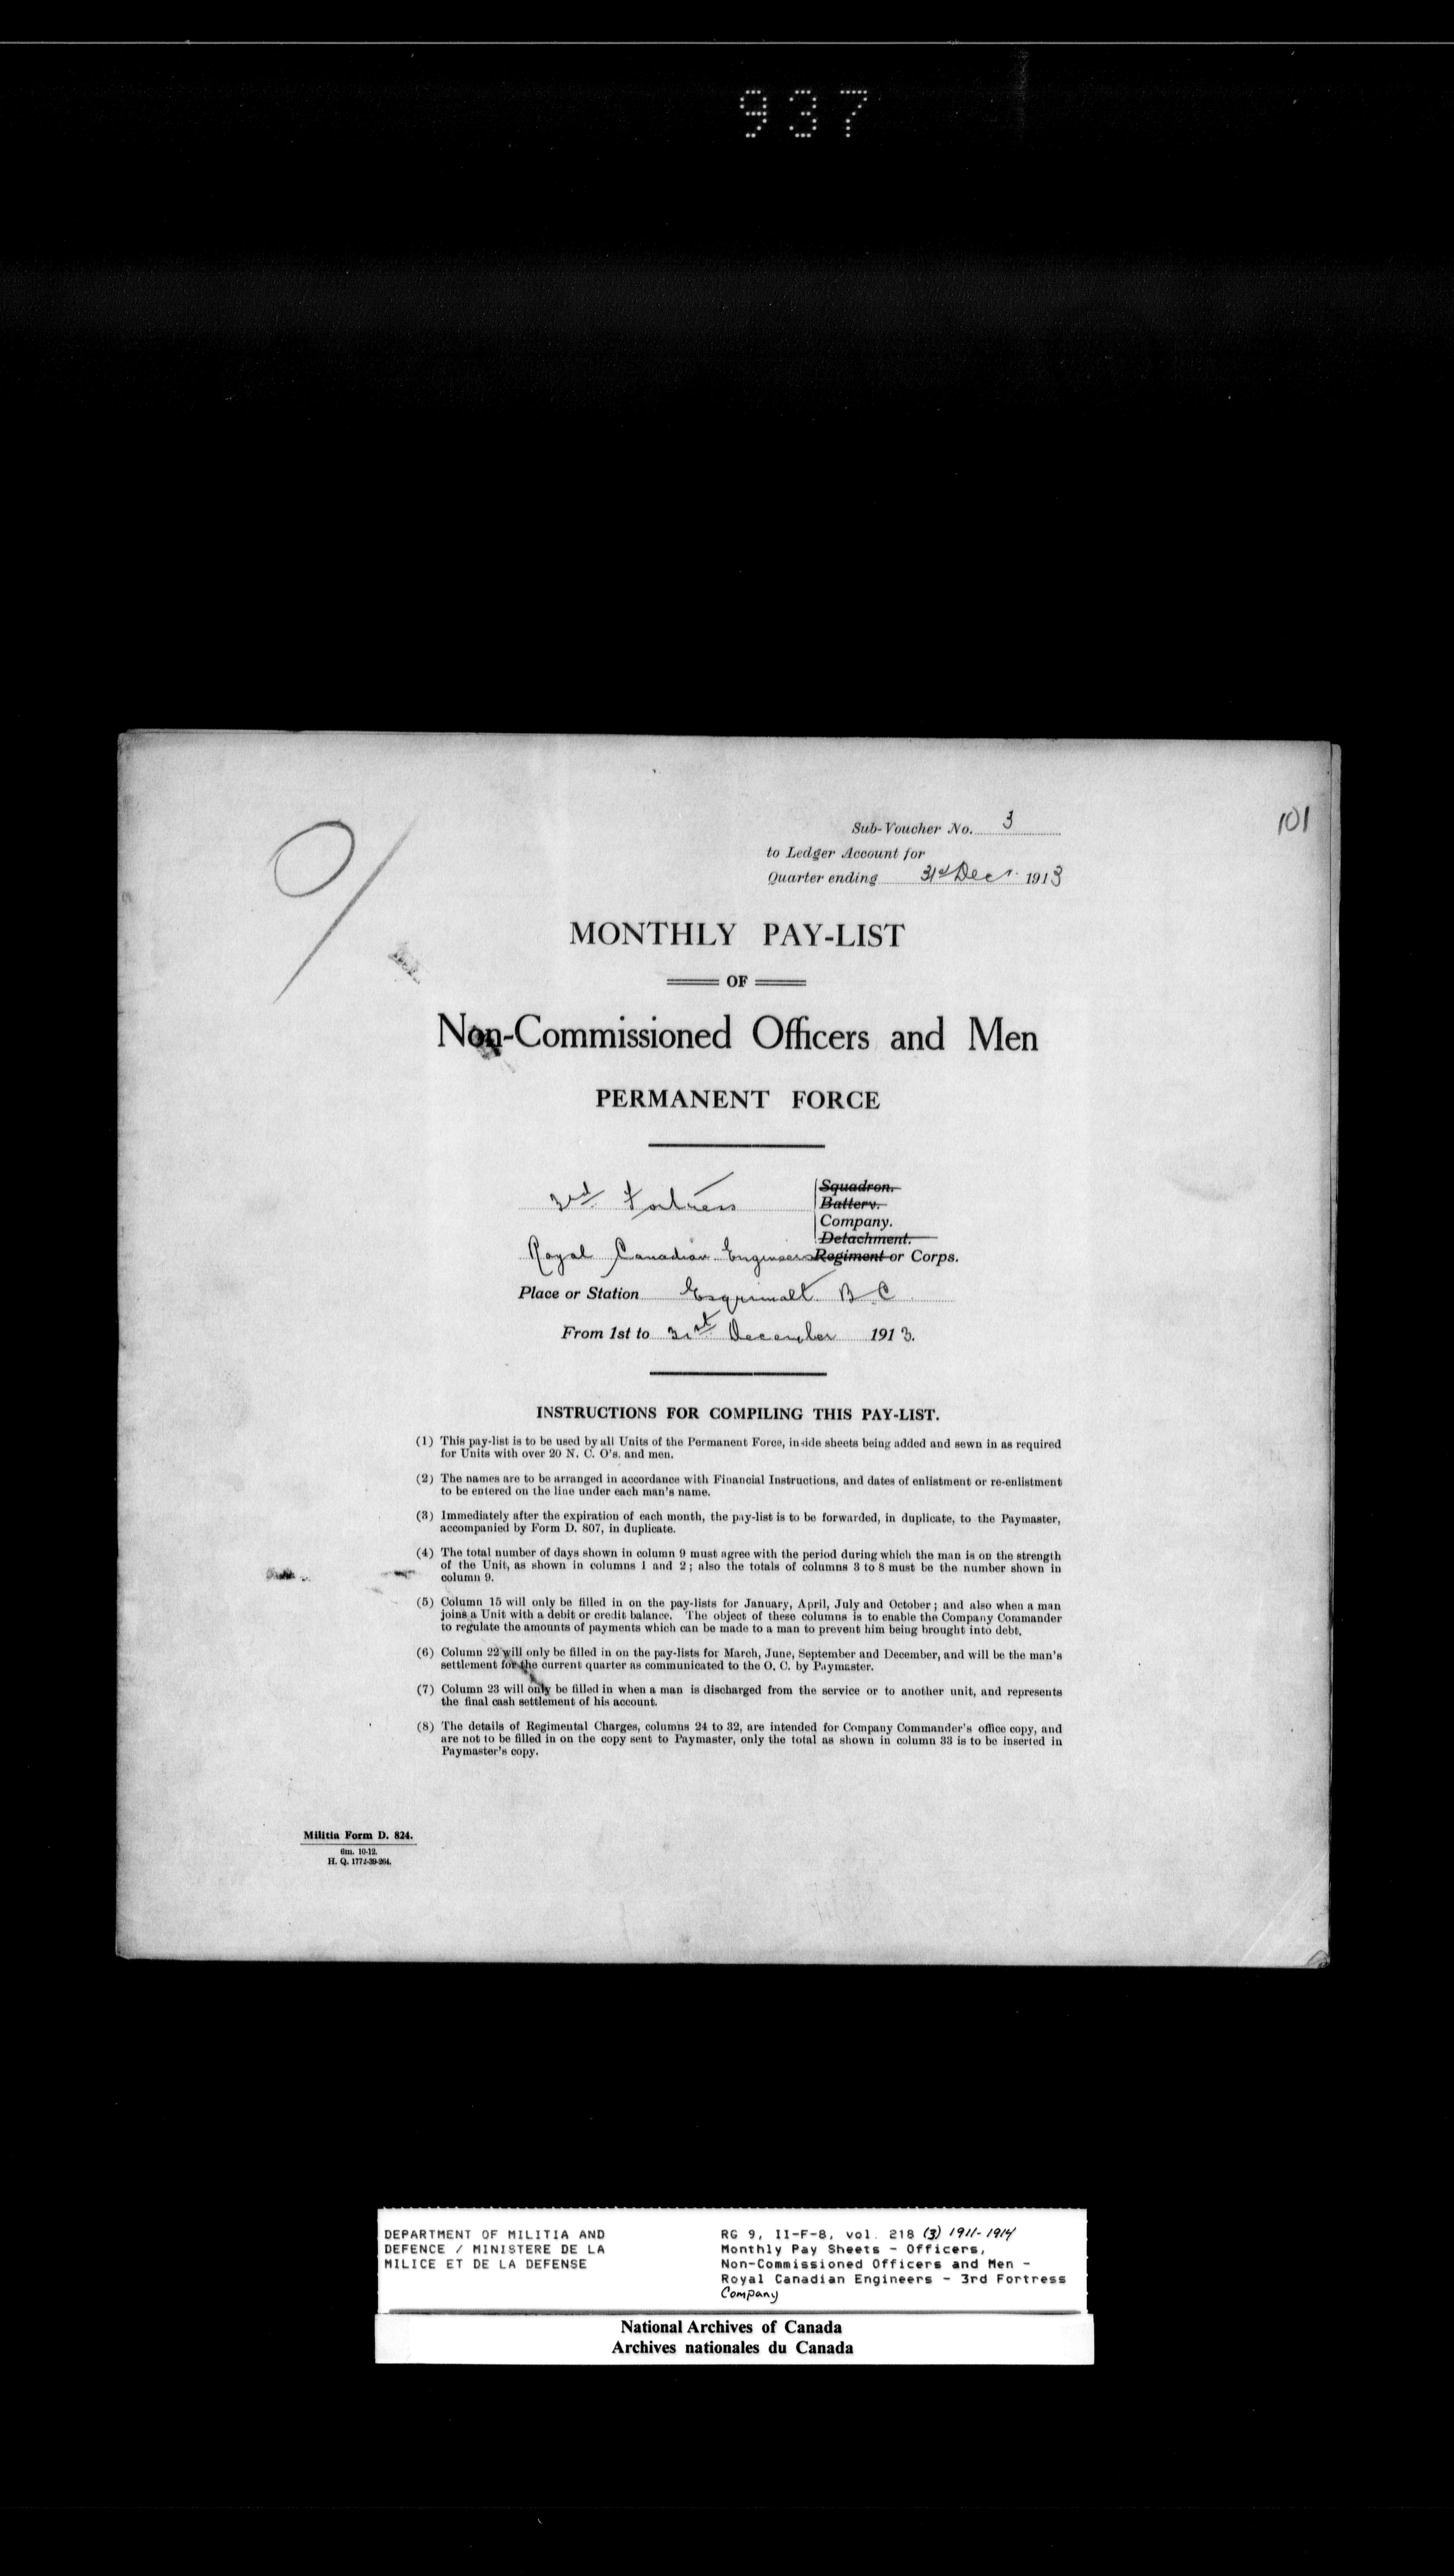 937
101
Sub-Voucher No. 3
to Ledger Account for
Quarter ending 31st Decr. 1913
MONTHLY PAY-LIST
OF
Non-Commissioned Officers and Men
PERMANENT FORCE
Squadron.
Battery.
3rd Fortress
Company.
Detachment.
Royal Canadian Engineers Regiment or Corps.
Place or Station Esquimalt B C
From 1st to 31st December 1913.
INSTRUCTIONS FOR COMPILING THIS PAY-LIST.
(1) This pay-list is to be used by all Units of the Permanent Force, inside sheets being added and sewn in as required
for Units with over 20 N. C. O's. and men.
(2) The names are to be arranged in accordance with Financial Instructions, and dates of enlistment or re-enlistment
to be entered on the line under each man's name.
(3) Immediately after the expiration of each month, the pay-list is to be forwarded, in duplicate, to the Paymaster,
accompanied by Form D. 807, in duplicate.
(4) The total number of days shown in column 9 must agree with the period during which the man is on the strength
of the Unit, as shown in columns 1 and 2; also the totals of columns 3 to 8 must be the number shown in
column 9.
(5) Column 15 will only be filled in on the pay-lists for January, April, July and October; and also when a man
joins a Unit with a debit or credit balance. The object of these columns is to enable the Company Commander
to regulate the amounts of payments which can be made to a man to prevent him being brought into debt.
(6) Column 22 will only be filled in on the pay-lists for March, June, September and December, and will be the man's
settlement for the current quarter as communicated to the O. C. by Paymaster.
(7) Column 23 will only be filled in when a man is discharged from the service or to another unit, and represents
the final cash settlement of his account.
(8) The details of Regimental Charges, columns 24 to 32, are intended for Company Commander's office copy, and
are not to be filled in on the copy sent to Paymaster, only the total as shown in column 33 is to be inserted in
Paymaster's copy.
Militia Form D. 824.
6m. 10-12.
H. Q. 1772-39-264.
DEPARTMENT OF MILITIA AND
DEFENCE / MINISTERE DE LA
MILICE ET DE LA DEFENSE
RG 9, II-F-8, vol. 218 (3) 1911-1914
Monthly Pay Sheets - Officers,
Non-Commissioned Officers and Men -
Royal Canadian Engineers - 3rd Fortress
Company
National Archives of Canada
Archives nationales du Canada